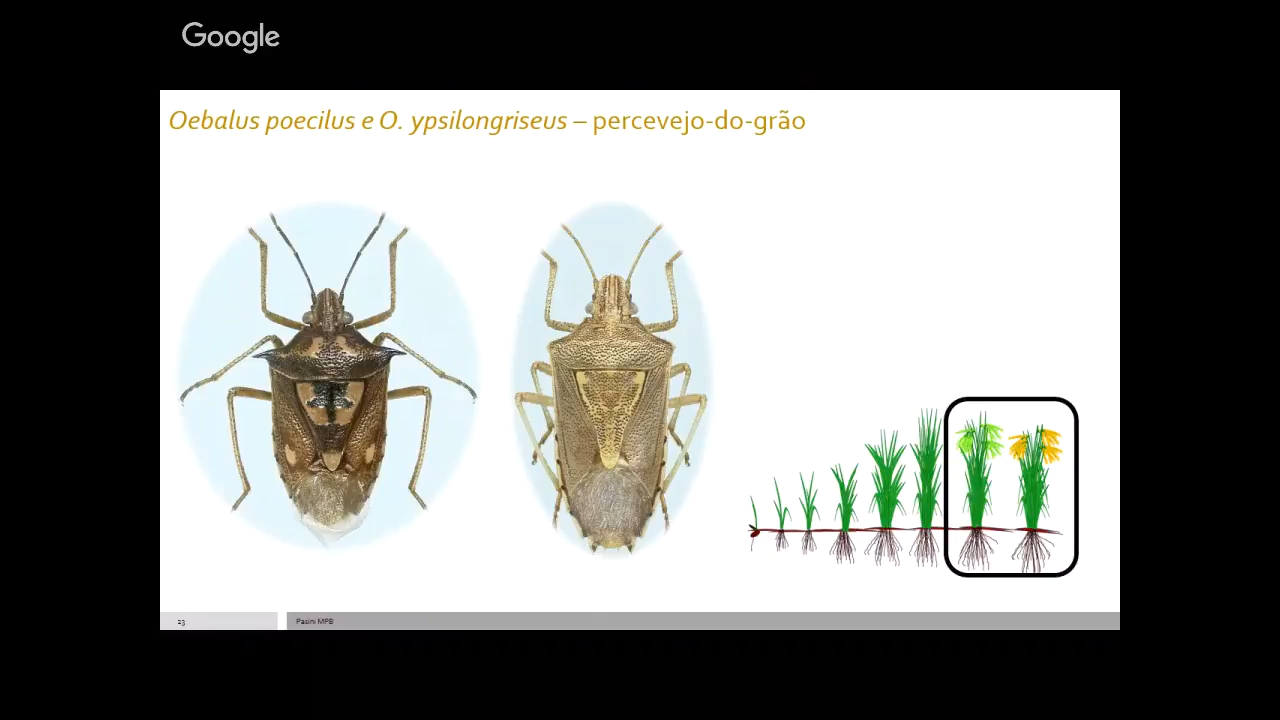 Google
Oebalus poecilus e O. ypsilongriseus – percevejo-do-grão
23
Pasini MPB